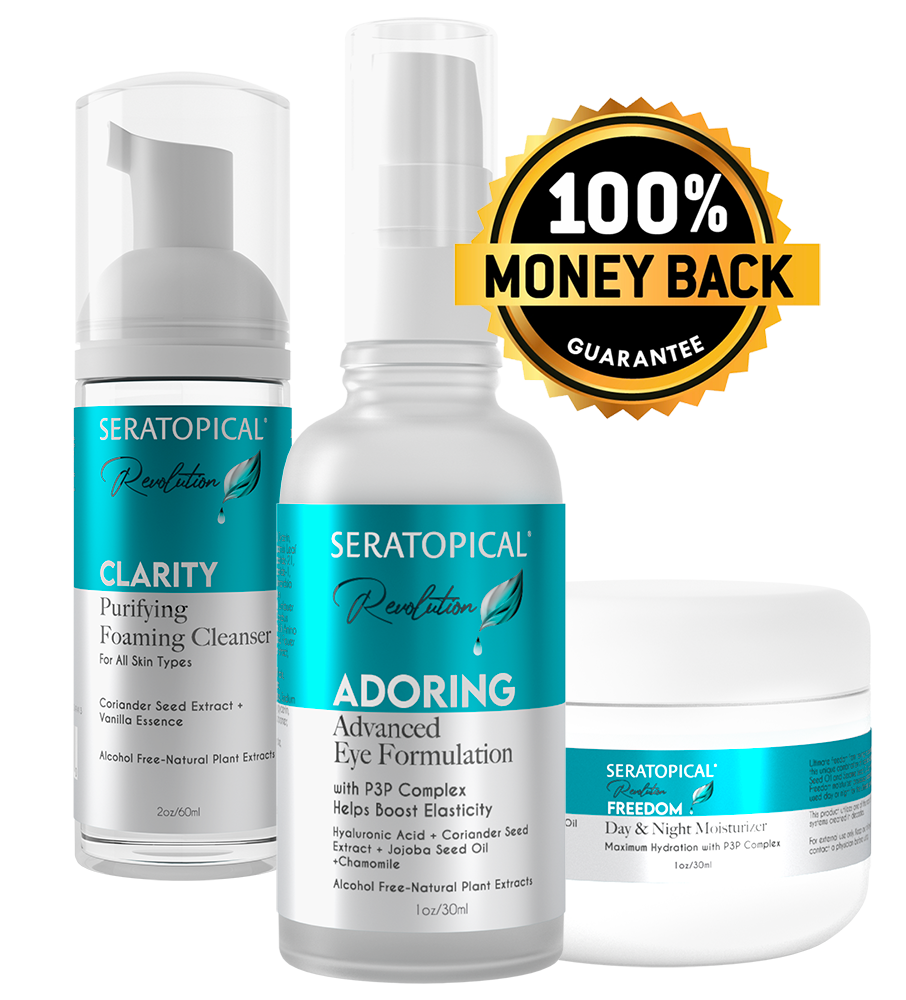 100%
MONEY BACK
GUARANTEE
SERATOPICAL®
Revolution
CLARITY
Purifying
Foaming Cleanser
For All Skin Types
Coriander Seed Extract +
Vanilla Essence
Alcohol Free-Natural Plant Extracts
2oz/60ml
SERATOPICAL®
Revolution
ADORING
Advanced
Eye Formulation
with P3P Complex
Helps Boost Elasticity
Hyaluronic Acid + Coriander Seed
Extract + Jojoba Seed Oil
+Chamomile
Alcohol Free-Natural Plant Extracts
1oz/30ml
SERATOPICAL®
Revolution
FREEDOM
Day & Night Moisturizer
Maximum Hydration with P3P Complex
1oz/30ml
Oil